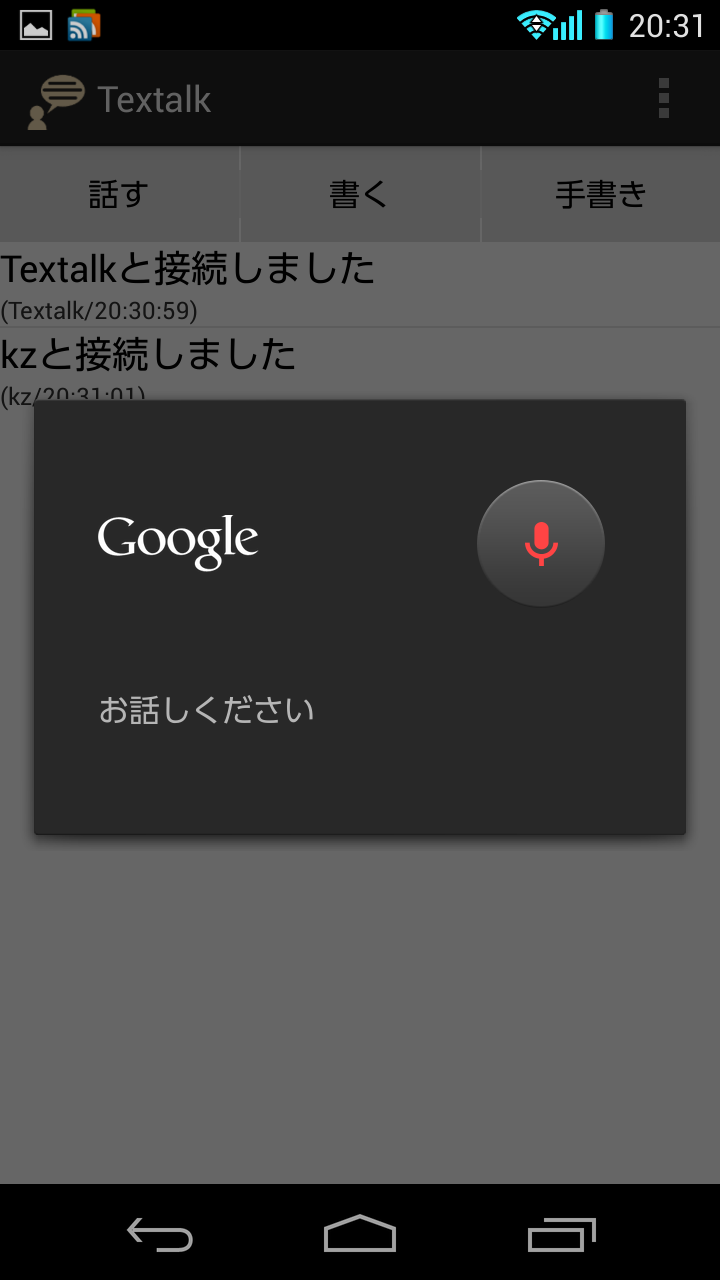 20:31
Textalk
話す 書く 手書き
Textalkと接続しました
(Textalk/20:30:59)
kzと接続しました
(kz/20:31:01)
Google
お話しください